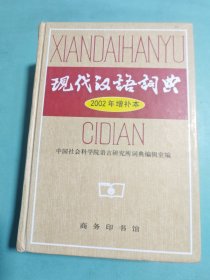 XIANDAIHANYU
现代汉语词典
2002年增补本
CIDIAN
中国社会科学院语言研究所词典编辑室编
商务印书馆